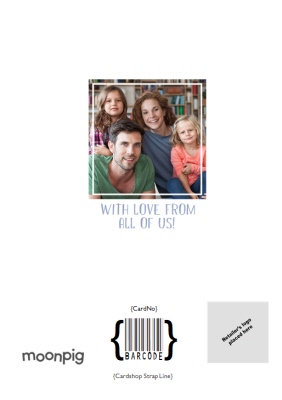 WITH LOVE FROM
ALL OF US!
{CardNo}
{BARCODE}
Retailer's logo
placed here
moonpig
{Cardshop Strap Line}